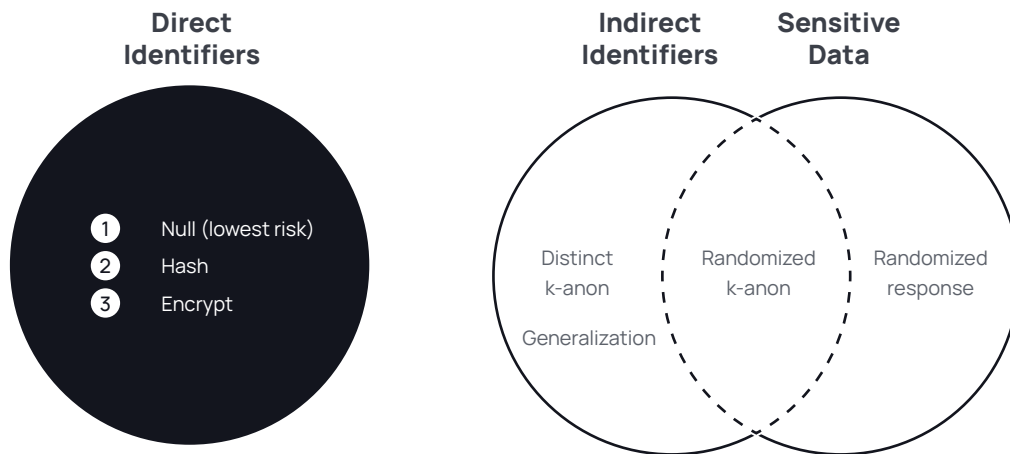 Direct
Identifiers
1 Null (lowest risk)
2 Hash
3 Encrypt
Indirect
Identifiers
Sensitive
Data
Distinct
k-anon
Generalization
Randomized
k-anon
Randomized
response